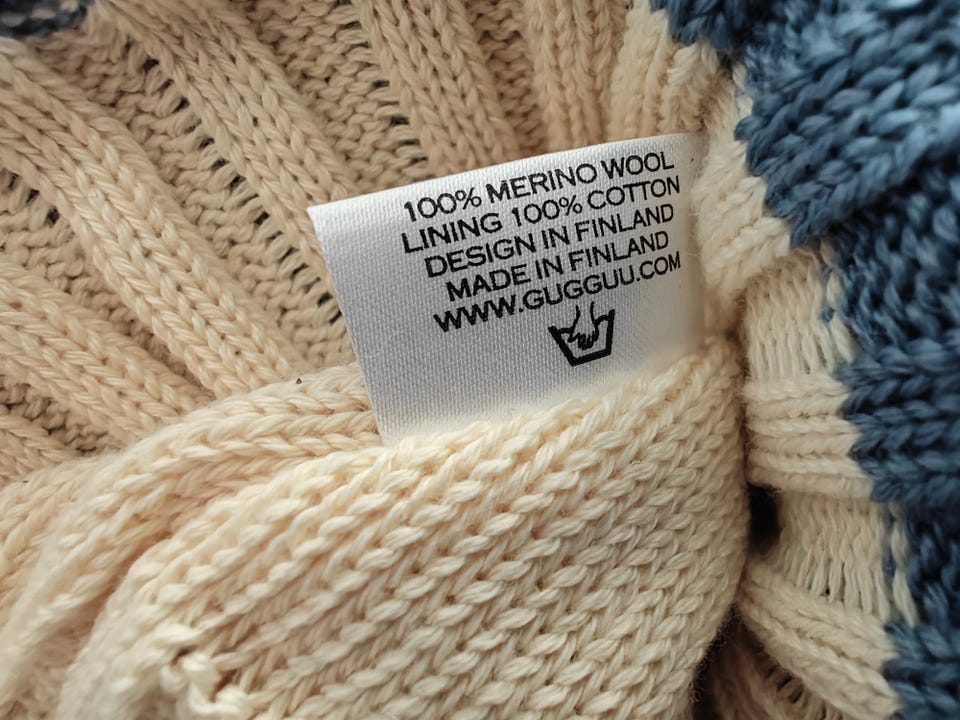 100% MERINO WOOL
LINING 100% COTTON
DESIGN IN FINLAND
MADE IN FINLAND
WWW.GUGGUU.COM